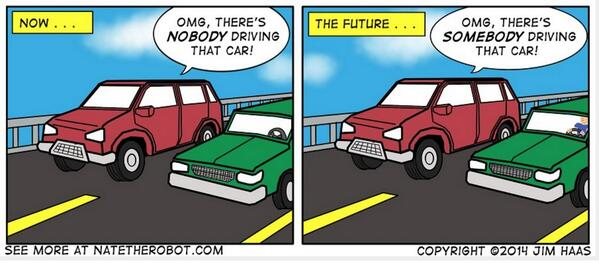 NOW . . .
OMG, THERE'S
NOBODY DRIVING
THAT CAR!
THE FUTURE . . .
OMG, THERE'S
SOMEBODY DRIVING
THAT CAR!
SEE MORE AT NATETHEROBOT.COM
COPYRIGHT ©2014 JIM HAAS